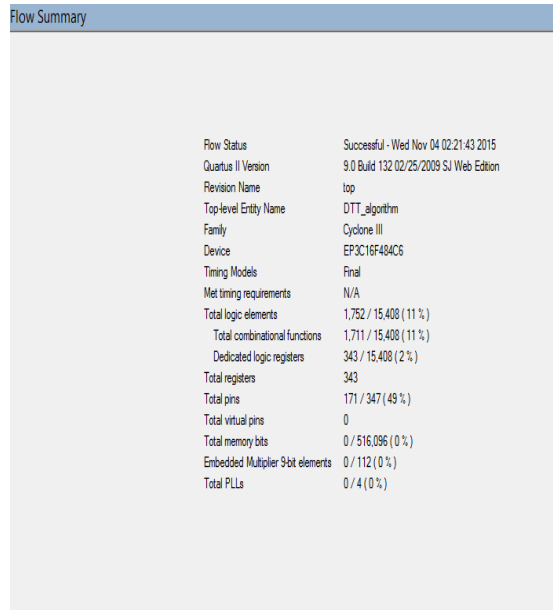 Flow Summary
Flow Status Successful - Wed Nov 04 02:21:43 2015
Quartus II Version 9.0 Build 132 02/25/2009 SJ Web Edition
Revision Name top
Top-level Entity Name DTT_algorithm
Family Cyclone III
Device EP3C16F484C6
Timing Models Final
Met timing requirements N/A
Total logic elements 1,752 / 15,408 ( 11 % )
Total combinational functions 1,711 / 15,408 ( 11 % )
Dedicated logic registers 343 / 15,408 ( 2 % )
Total registers 343
Total pins 171 / 347 ( 49 % )
Total virtual pins 0
Total memory bits 0 / 516,096 ( 0 % )
Embedded Multiplier 9-bit elements 0 / 112 ( 0 % )
Total PLLs 0 / 4 ( 0 % )